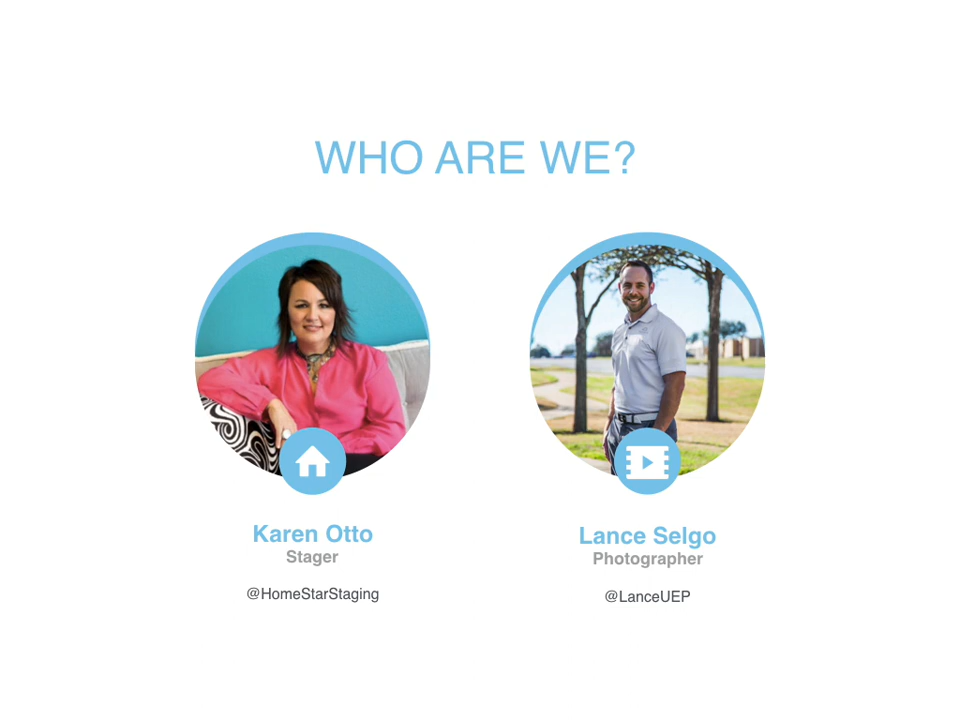 WHO ARE WE?
Karen Otto
Stager
@HomeStarStaging
Lance Selgo
Photographer
@LanceUEP